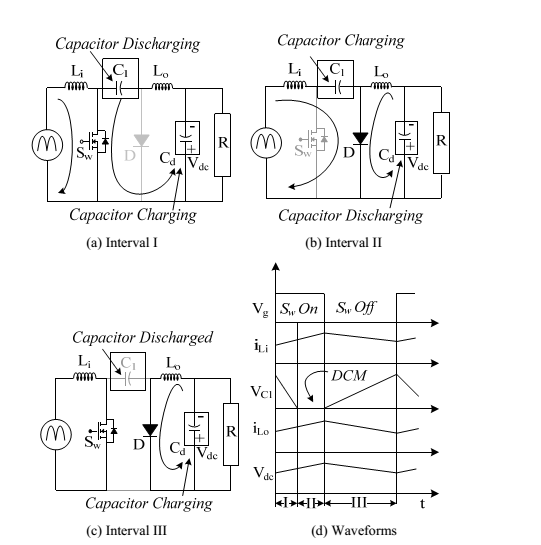 Capacitor Discharging
Li C1 Lo
Sw D Cd - + Vdc R
Capacitor Charging
(a) Interval I
Capacitor Charging
Li C1 Lo
Sw D Cd - + Vdc R
Capacitor Discharging
(b) Interval II
Capacitor Discharged
Li C1 Lo
Sw D Cd - + Vdc R
Capacitor Charging
(c) Interval III
Vg Sw On Sw Off
iLi
VC1 DCM
iLo
Vdc
I II III t
(d) Waveforms